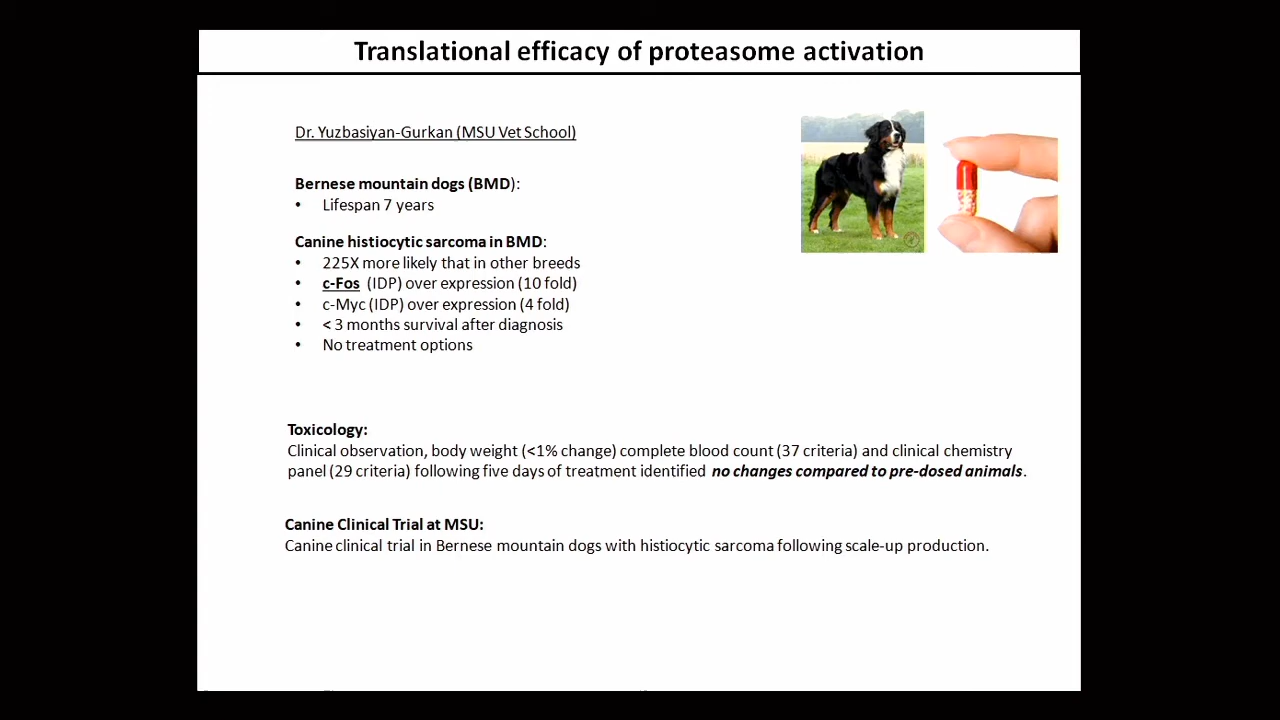 Translational efficacy of proteasome activation
Dr. Yuzbasiyan-Gurkan (MSU Vet School)
Bernese mountain dogs (BMD):
• Lifespan 7 years
Canine histiocytic sarcoma in BMD:
• 225X more likely that in other breeds
• c-Fos (IDP) over expression (10 fold)
• c-Myc (IDP) over expression (4 fold)
• < 3 months survival after diagnosis
• No treatment options
Toxicology:
Clinical observation, body weight (<1% change) complete blood count (37 criteria) and clinical chemistry
panel (29 criteria) following five days of treatment identified no changes compared to pre-dosed animals.
Canine Clinical Trial at MSU:
Canine clinical trial in Bernese mountain dogs with histiocytic sarcoma following scale-up production.